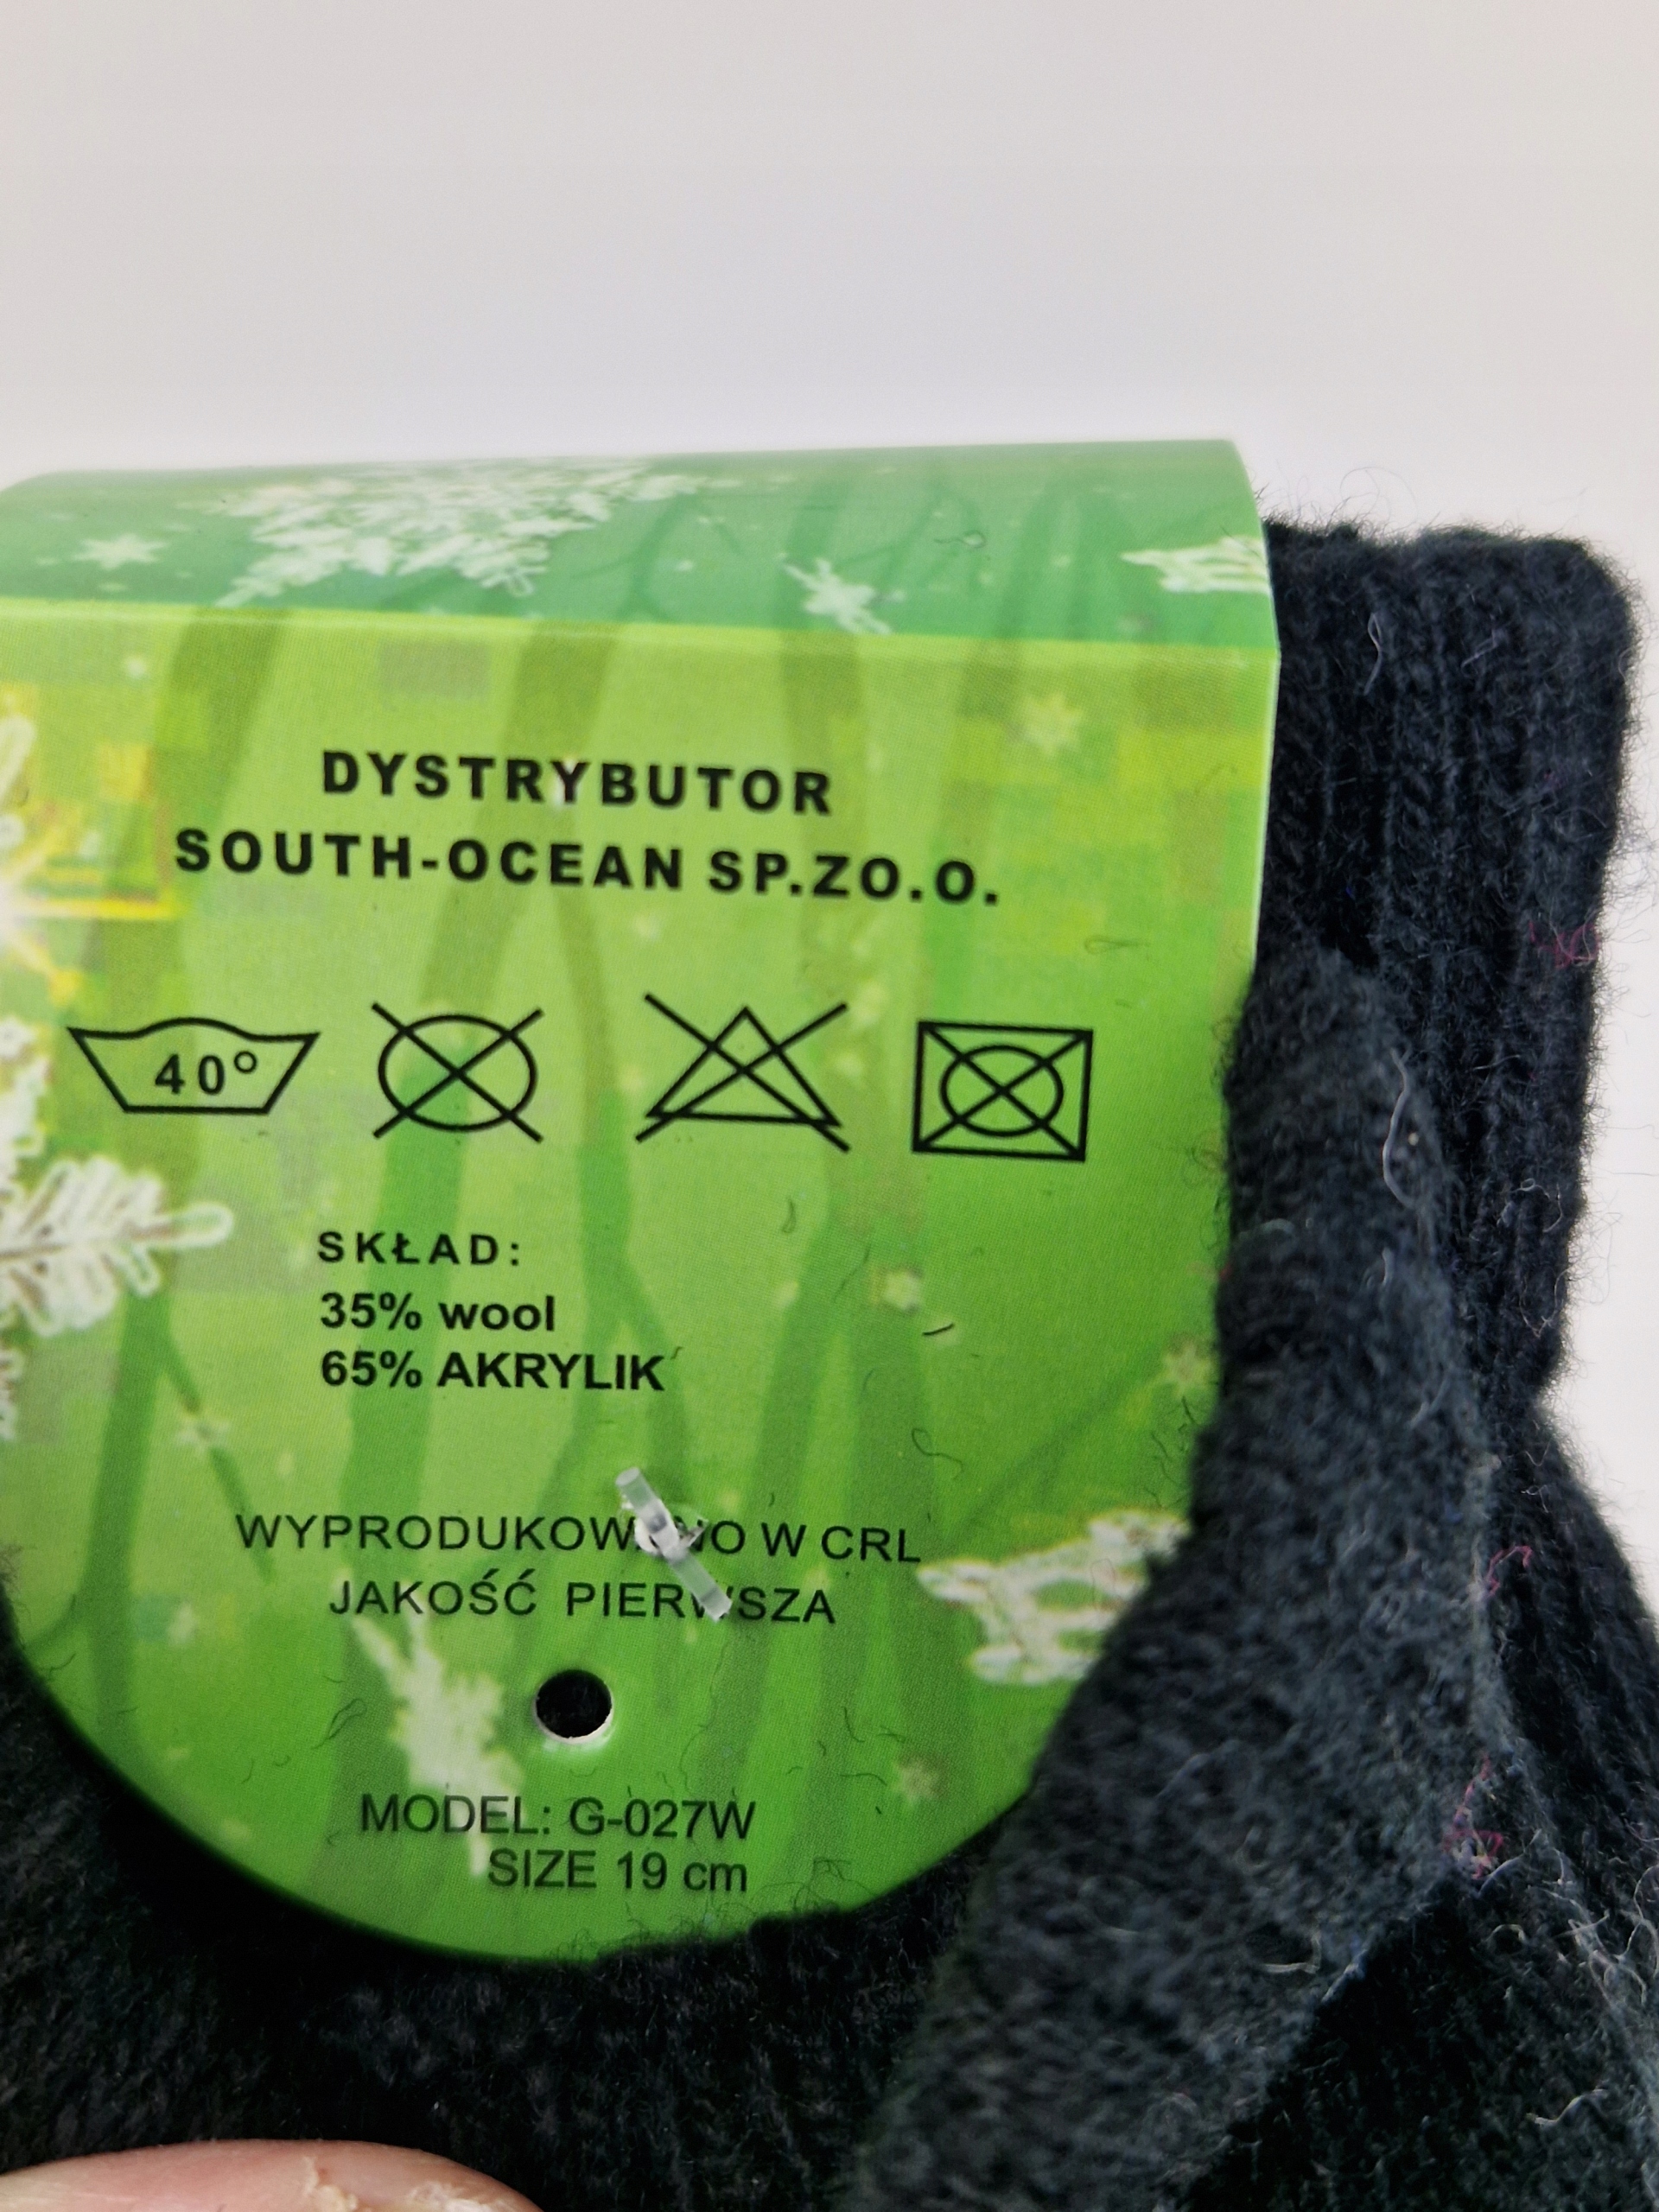 DYSTRYBUTOR
SOUTH-OCEAN SP.ZO.O.
40°
SKŁAD:
35% wool
65% AKRYLIK
WYPRODUKOWANO W CRL
JAKOŚĆ PIERWSZA
MODEL: G-027W
SIZE 19 cm